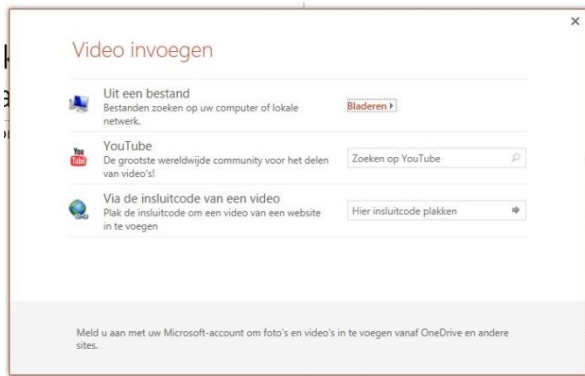 Video invoegen
Uit een bestand
Bestanden zoeken op uw computer of lokale
netwerk.
Bladeren
YouTube
De grootste wereldwijde community voor het delen
van video's!
Zoeken op YouTube
Via de insluitcode van een video
Plak de insluitcode om een video van een website
in te voegen
Hier insluitcode plakken
Meld u aan met uw Microsoft-account om foto's en video's in te voegen vanaf OneDrive en andere
sites.